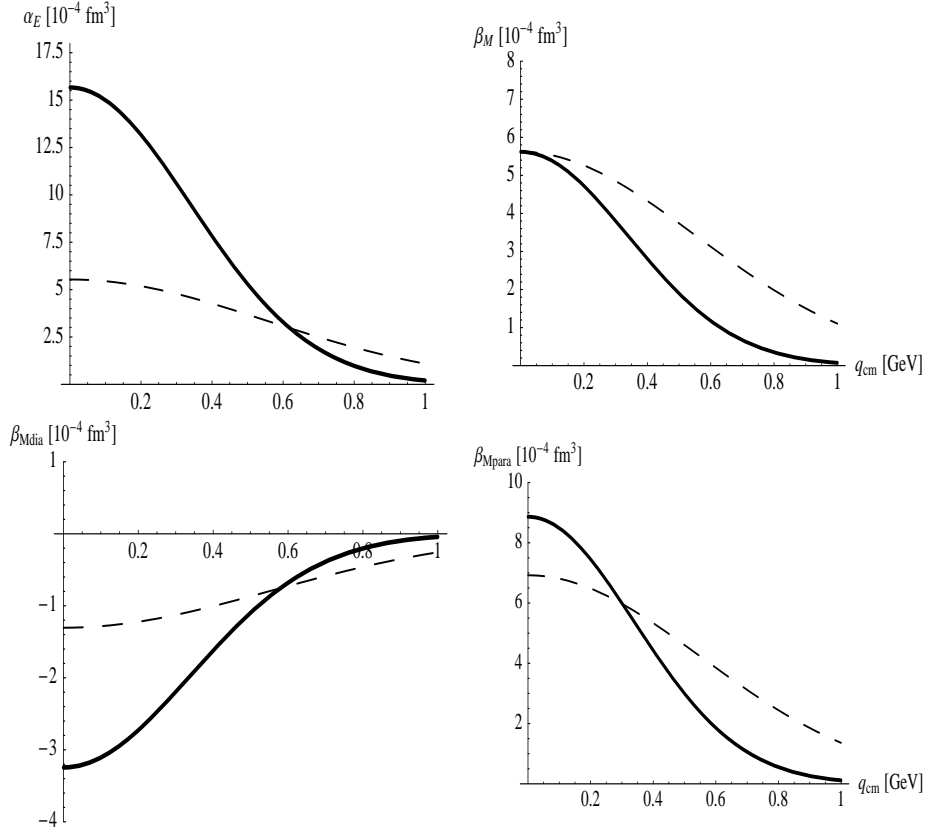 α_E [10^-4 fm^3]
17.5
15
12.5
10
7.5
5
2.5
0.2 0.4 0.6 0.8 1
β_M [10^-4 fm^3]
8
7
6
5
4
3
2
1
0.2 0.4 0.6 0.8 1
q_cm [GeV]
β_Mdia [10^-4 fm^3]
1
0.2 0.4 0.6 0.8 1
−1
−2
−3
−4
β_Mpara [10^-4 fm^3]
10
8
6
4
2
0.2 0.4 0.6 0.8 1
q_cm [GeV]